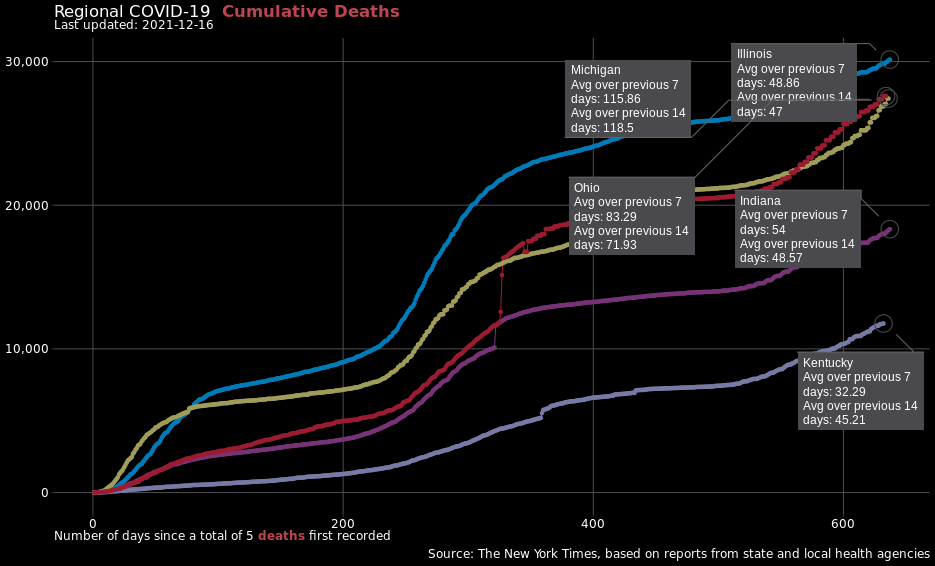 Regional COVID-19 Cumulative Deaths
Last updated: 2021-12-16
30,000
20,000
10,000
0
Michigan
Avg over previous 7
days: 115.86
Avg over previous 14
days: 118.5
Illinois
Avg over previous 7
days: 48.86
Avg over previous 14
days: 47
Ohio
Avg over previous 7
days: 83.29
Avg over previous 14
days: 71.93
Indiana
Avg over previous 7
days: 54
Avg over previous 14
days: 48.57
Kentucky
Avg over previous 7
days: 32.29
Avg over previous 14
days: 45.21
0 200 400 600
Number of days since a total of 5 deaths first recorded
Source: The New York Times, based on reports from state and local health agencies